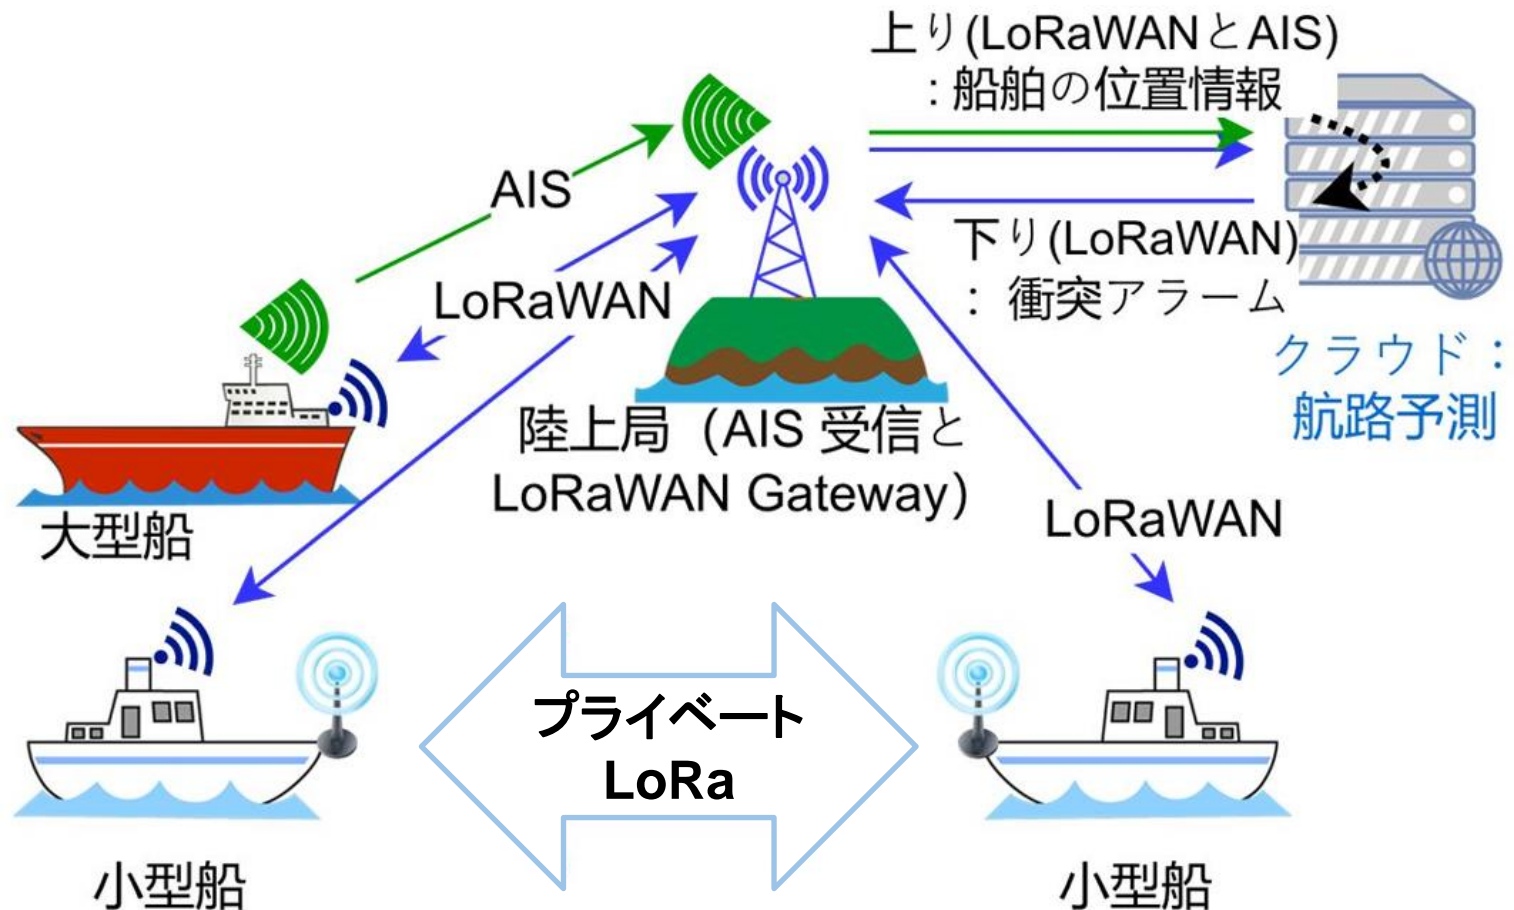 上り(LoRaWANとAIS)
：船舶の位置情報
AIS
下り(LoRaWAN)
： 衝突アラーム
LoRaWAN
クラウド：
航路予測
陸上局（AIS 受信と
LoRaWAN Gateway）
大型船
LoRaWAN
プライベート
LoRa
小型船
小型船